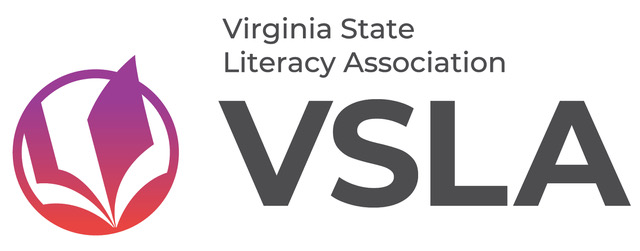 Virginia State
Literacy Association
VSLA